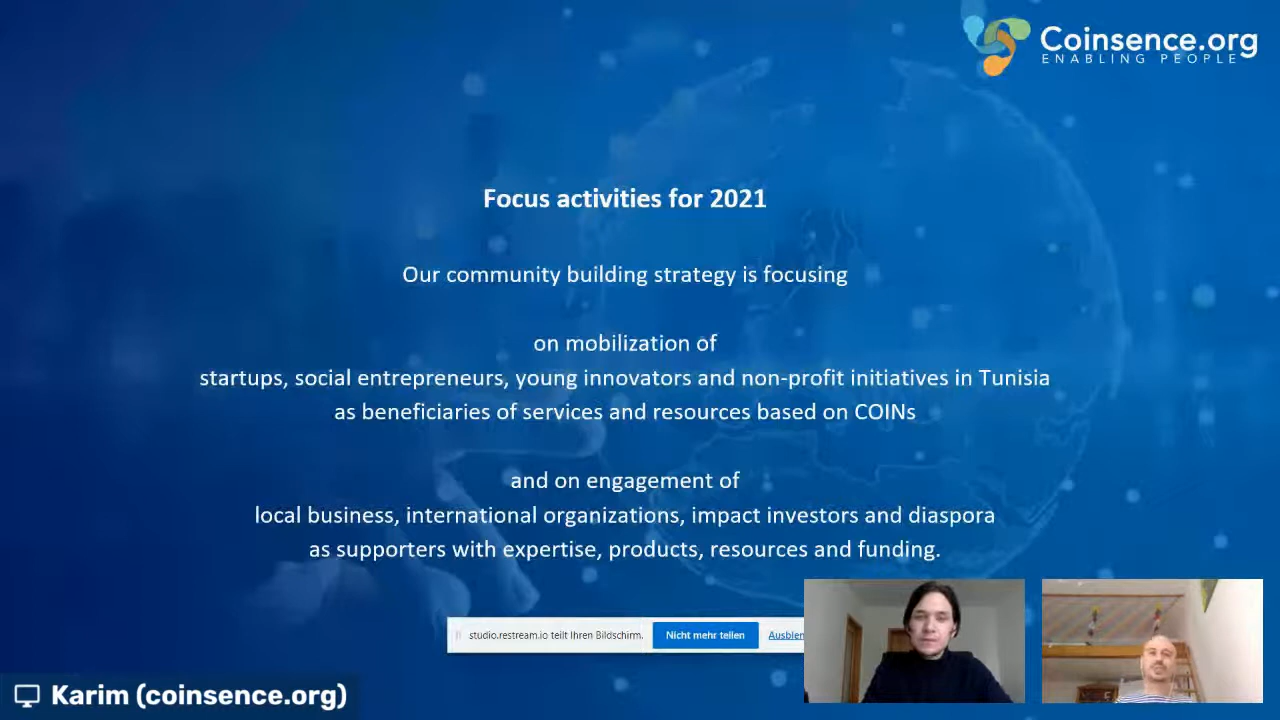 Coinsence.org
ENABLING PEOPLE
Focus activities for 2021
Our community building strategy is focusing
on mobilization of
startups, social entrepreneurs, young innovators and non-profit initiatives in Tunisia
as beneficiaries of services and resources based on COINs
and on engagement of
local business, international organizations, impact investors and diaspora
as supporters with expertise, products, resources and funding.
studio.restream.io teilt Ihren Bildschirm. Nicht mehr teilen Ausblen
Karim (coinsence.org)